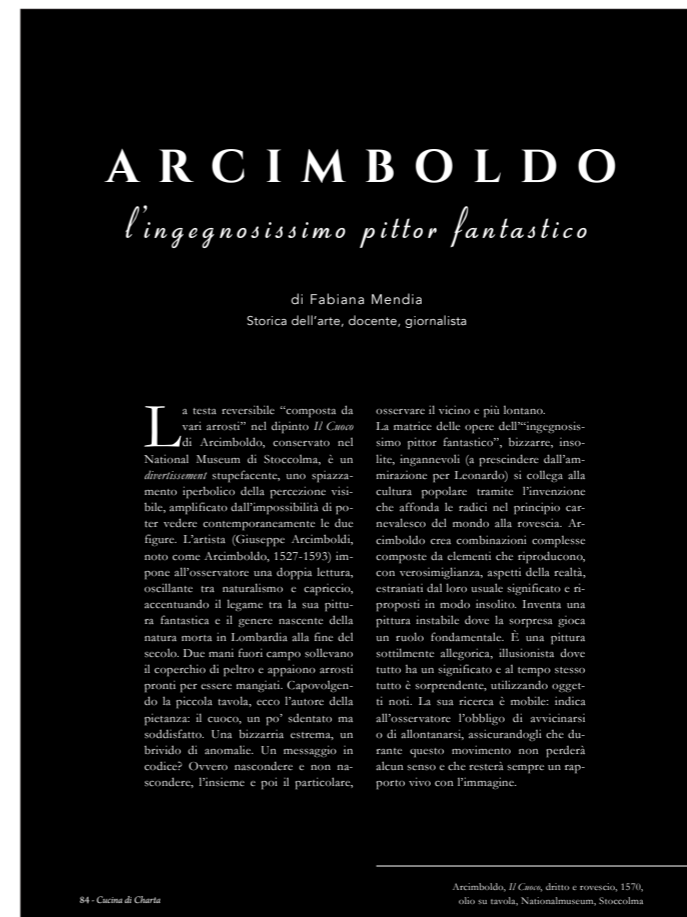 ARCIMBOLDO
l'ingegnosissimo pittor fantastico
di Fabiana Mendia
Storica dell'arte, docente, giornalista
La testa reversibile “composta da
vari arrosti” nel dipinto Il Cuoco
di Arcimboldo, conservato nel
National Museum di Stoccolma, è un
divertissement stupefacente, uno spiazza-
mento iperbolico della percezione visi-
bile, amplificato dall'impossibilità di po-
ter vedere contemporaneamente le due
figure. L'artista (Giuseppe Arcimboldi,
noto come Arcimboldo, 1527-1593) im-
pone all'osservatore una doppia lettura,
oscillante tra naturalismo e capriccio,
accentuando il legame tra la sua pittu-
ra fantastica e il genere nascente della
natura morta in Lombardia alla fine del
secolo. Due mani fuori campo sollevano
il coperchio di peltro e appaiono arrosti
pronti per essere mangiati. Capovolgen-
do la piccola tavola, ecco l'autore della
pietanza: il cuoco, un po' sdentato ma
soddisfatto. Una bizzarria estrema, un
brivido di anomalie. Un messaggio in
codice? Ovvero nascondere e non na-
scondere, l'insieme e poi il particolare,
osservare il vicino e più lontano.
La matrice delle opere dell'“ingegnosis-
simo pittor fantastico”, bizzarre, inso-
lite, ingannevoli (a prescindere dall'am-
mirazione per Leonardo) si collega alla
cultura popolare tramite l'invenzione
che affonda le radici nel principio car-
nevalesco del mondo alla rovescia. Ar-
cimboldo crea combinazioni complesse
composte da elementi che riproducono,
con verosimiglianza, aspetti della realtà,
estraniati dal loro usuale significato e ri-
proposti in modo insolito. Inventa una
pittura instabile dove la sorpresa gioca
un ruolo fondamentale. È una pittura
sottilmente allegorica, illusionista dove
tutto ha un significato e al tempo stesso
tutto è sorprendente, utilizzando ogget-
ti noti. La sua ricerca è mobile: indica
all'osservatore l'obbligo di avvicinarsi
o di allontanarsi, assicurandogli che du-
rante questo movimento non perderà
alcun senso e che resterà sempre un rap-
porto vivo con l'immagine.
Arcimboldo, Il Cuoco, dritto e rovescio, 1570,
olio su tavola, Nationalmuseum, Stoccolma
84 - Cucina di Charta